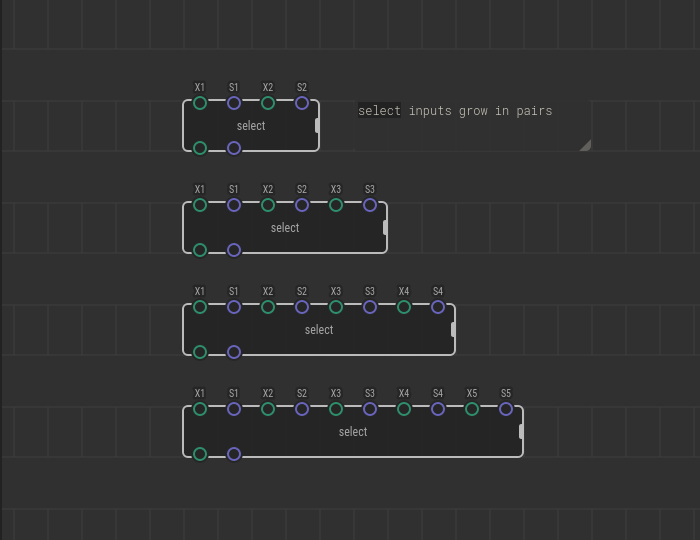 X1 S1 X2 S2
select inputs grow in pairs
select
X1 S1 X2 S2 X3 S3
select
X1 S1 X2 S2 X3 S3 X4 S4
select
X1 S1 X2 S2 X3 S3 X4 S4 X5 S5
select